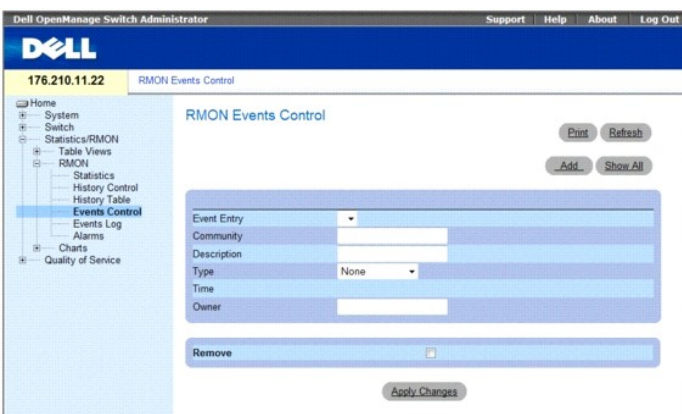 Dell OpenManage Switch Administrator
Support Help About Log Out
DELL
176.210.11.22
RMON Events Control
Home
System
Switch
Statistics/RMON
Table Views
RMON
Statistics
History Control
History Table
Events Control
Events Log
Alarms
Charts
Quality of Service
RMON Events Control
Print Refresh
Add Show All
Event Entry
Community
Description
Type None
Time
Owner
Remove
Apply Changes